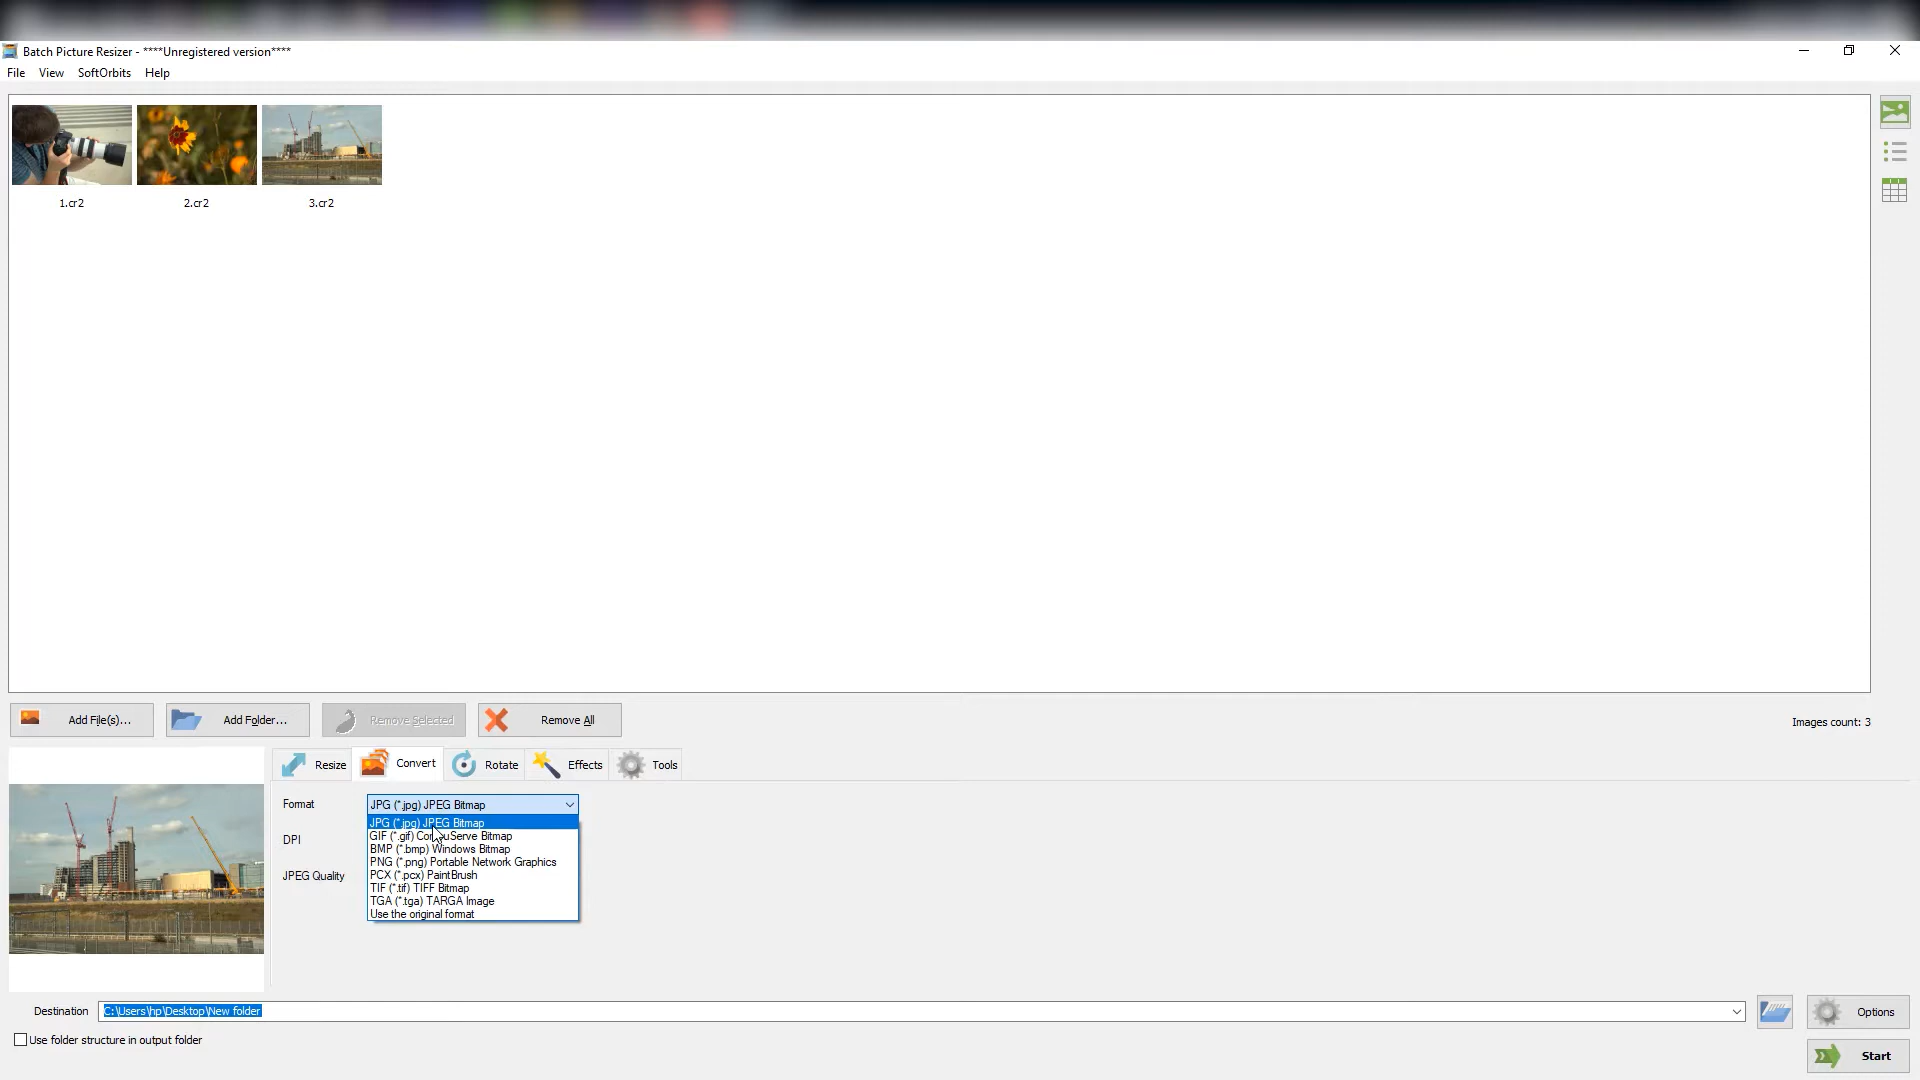 Batch Picture Resizer - ****Unregistered version****
File View SoftOrbits Help
1.cr2 2.cr2 3.cr2
Add File(s)... Add Folder... Remove Selected Remove All Images count: 3
Resize Convert Rotate Effects Tools
Format JPG (*.jpg) JPEG Bitmap
JPG (*.jpg) JPEG Bitmap
GIF (*.gif) CompuServe Bitmap
DPI
BMP (*.bmp) Windows Bitmap
PNG (*.png) Portable Network Graphics
JPEG Quality PCX (*.pcx) PaintBrush
TIF (*.tif) TIFF Bitmap
TGA (*.tga) TARGA Image
Use the original format
Destination C:\Users\hp\Desktop\New folder Options
Use folder structure in output folder
Start